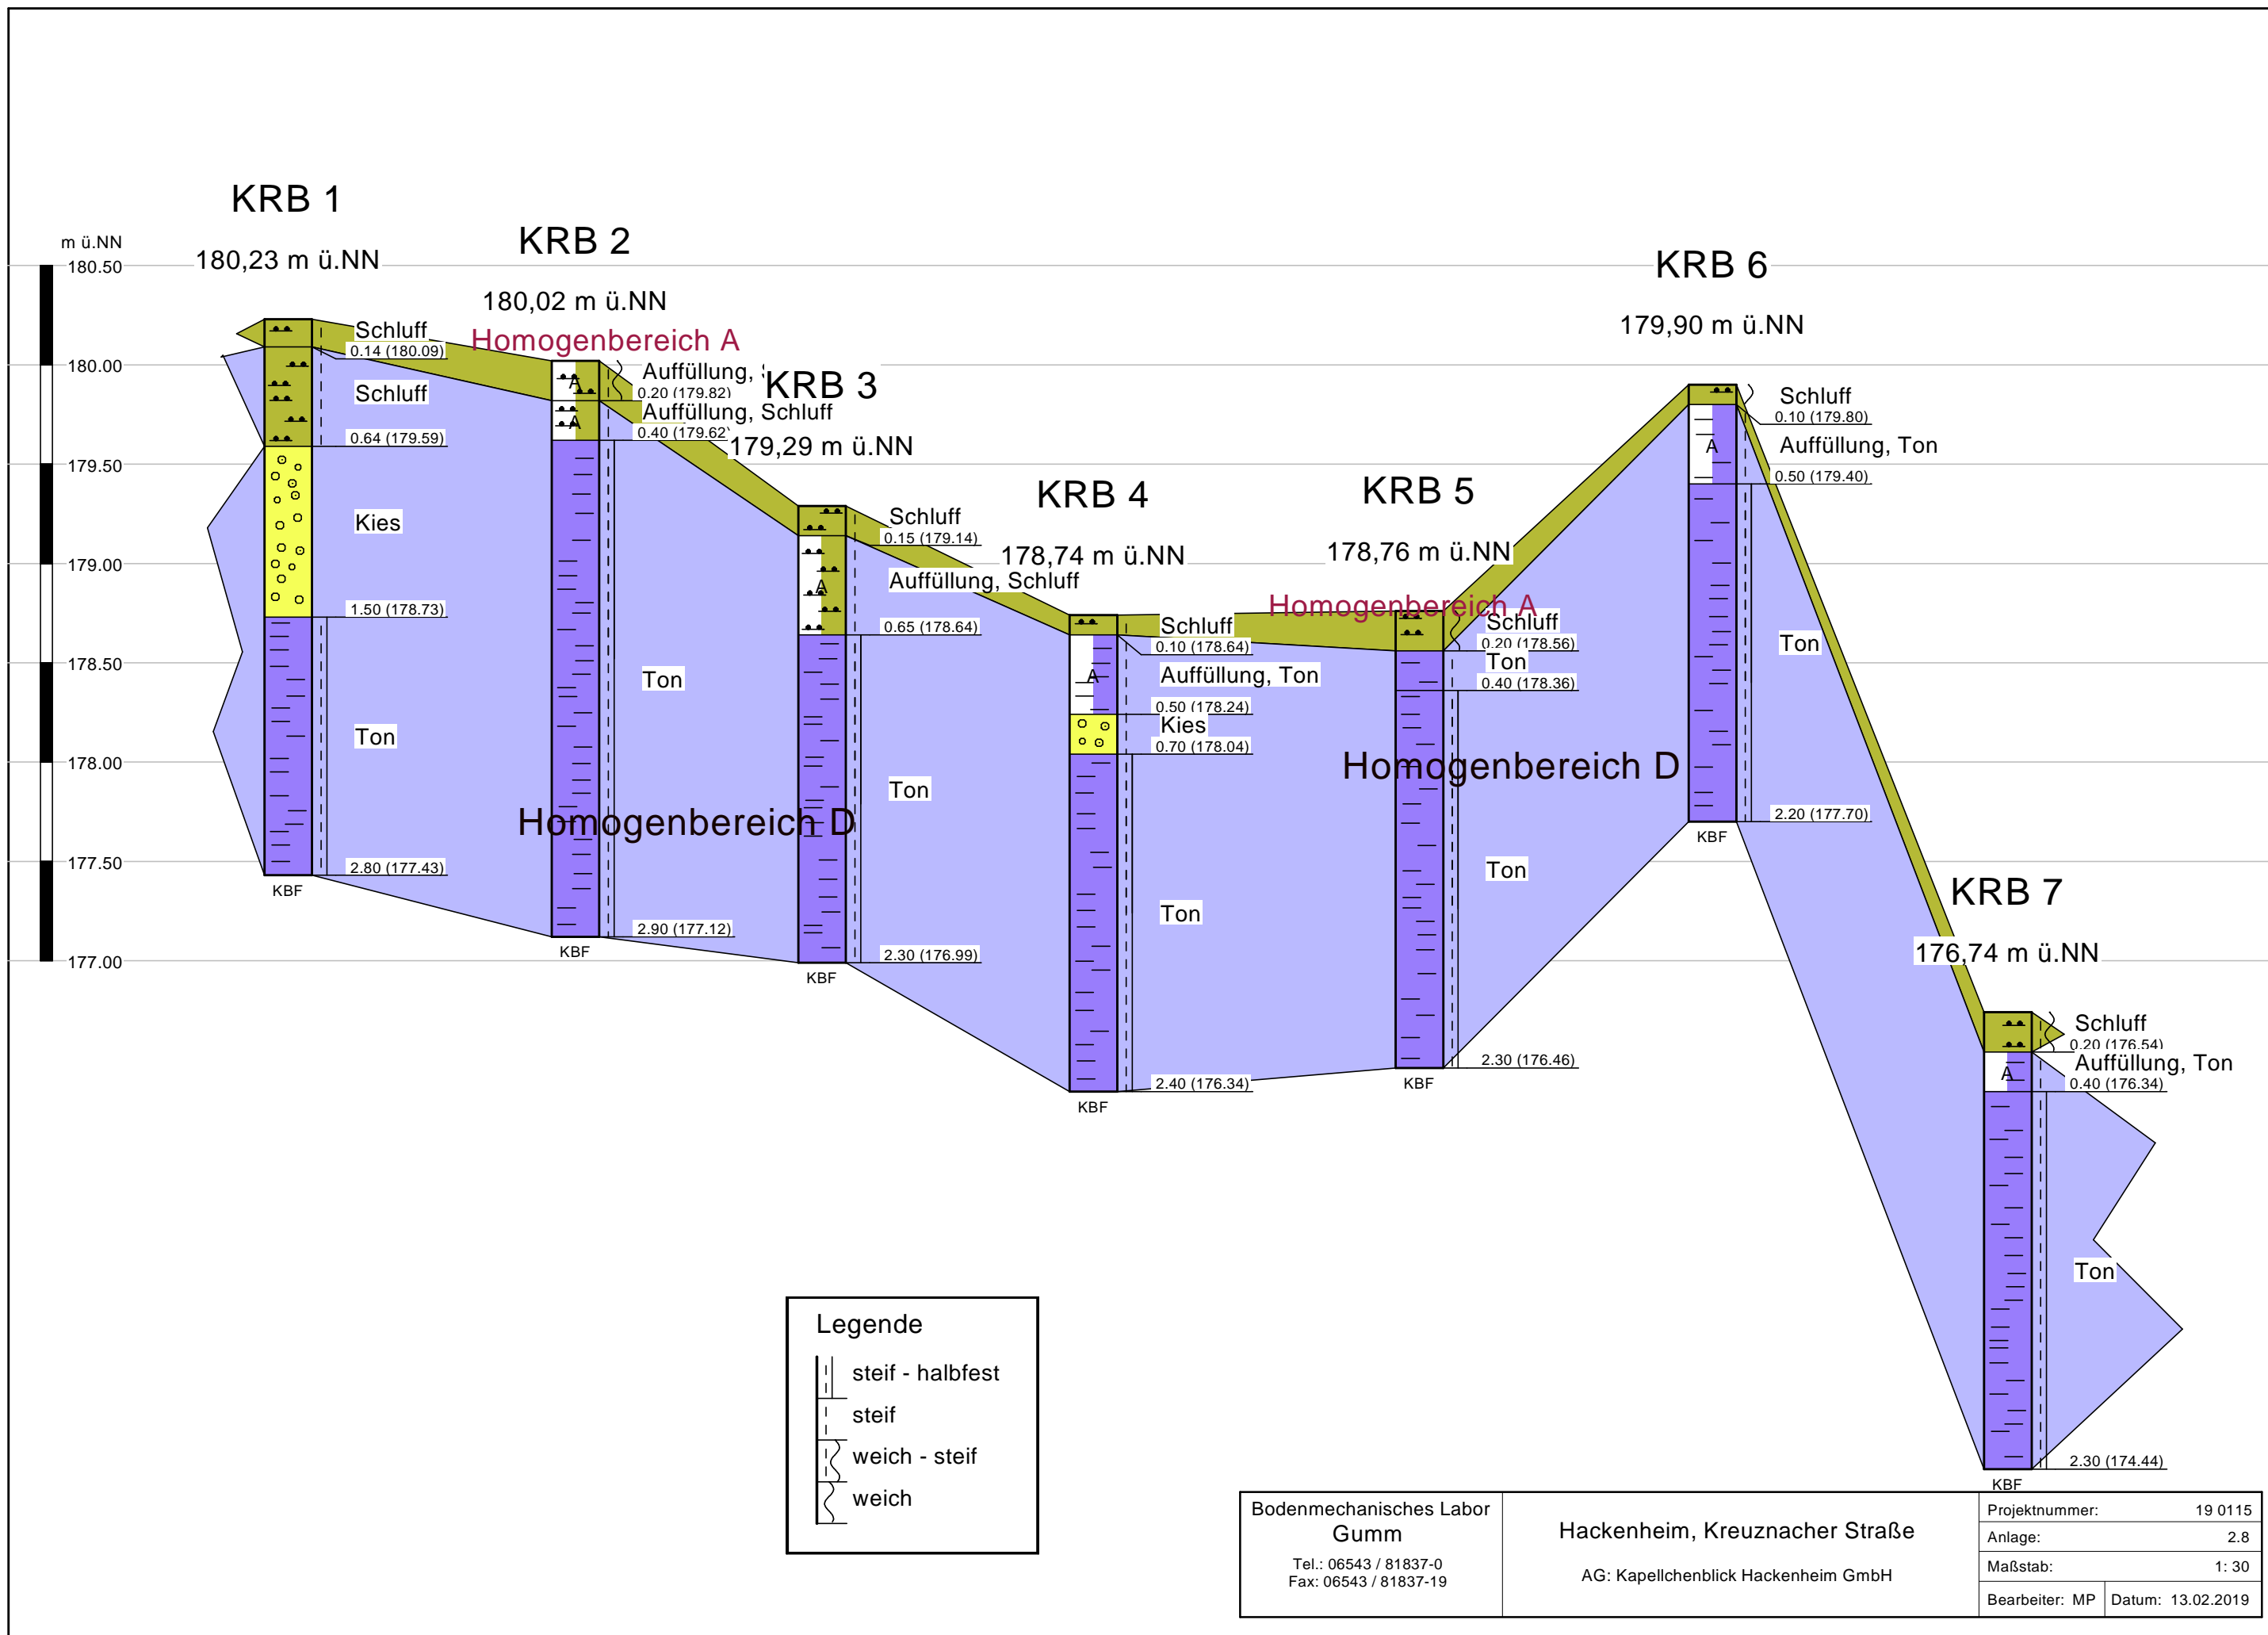 KRB 1
180,23 m ü.NN
KRB 2
180,02 m ü.NN
KRB 3
179,29 m ü.NN
KRB 4
178,74 m ü.NN
KRB 5
178,76 m ü.NN
KRB 6
179,90 m ü.NN
KRB 7
176,74 m ü.NN
m ü.NN
180.50
180.00
179.50
179.00
178.50
178.00
177.50
177.00
Schluff
0.14 (180.09)
Schluff
0.64 (179.59)
Kies
1.50 (178.73)
Ton
2.80 (177.43)
KBF
Homogenbereich A
A
Auffüllung,
0.20 (179.82)
A
Auffüllung, Schluff
0.40 (179.62)
Ton
Homogenbereich D
2.90 (177.12)
KBF
Schluff
0.15 (179.14)
A
Auffüllung, Schluff
0.65 (178.64)
Ton
2.30 (176.99)
KBF
Schluff
0.10 (178.64)
A
Auffüllung, Ton
0.50 (178.24)
Kies
0.70 (178.04)
Ton
2.40 (176.34)
KBF
Homogenbereich A
Schluff
0.20 (178.56)
Ton
0.40 (178.36)
Homogenbereich D
Ton
2.30 (176.46)
KBF
Schluff
0.10 (179.80)
A
Auffüllung, Ton
0.50 (179.40)
Ton
2.20 (177.70)
KBF
Schluff
0.20 (176.54)
A
Auffüllung, Ton
0.40 (176.34)
Ton
2.30 (174.44)
KBF
Legende
steif - halbfest
steif
weich - steif
weich
Bodenmechanisches Labor
Gumm
Tel.: 06543 / 81837-0
Fax: 06543 / 81837-19
Hackenheim, Kreuznacher Straße
AG: Kapellchenblick Hackenheim GmbH
Projektnummer: 19 0115
Anlage: 2.8
Maßstab: 1: 30
Bearbeiter: MP Datum: 13.02.2019